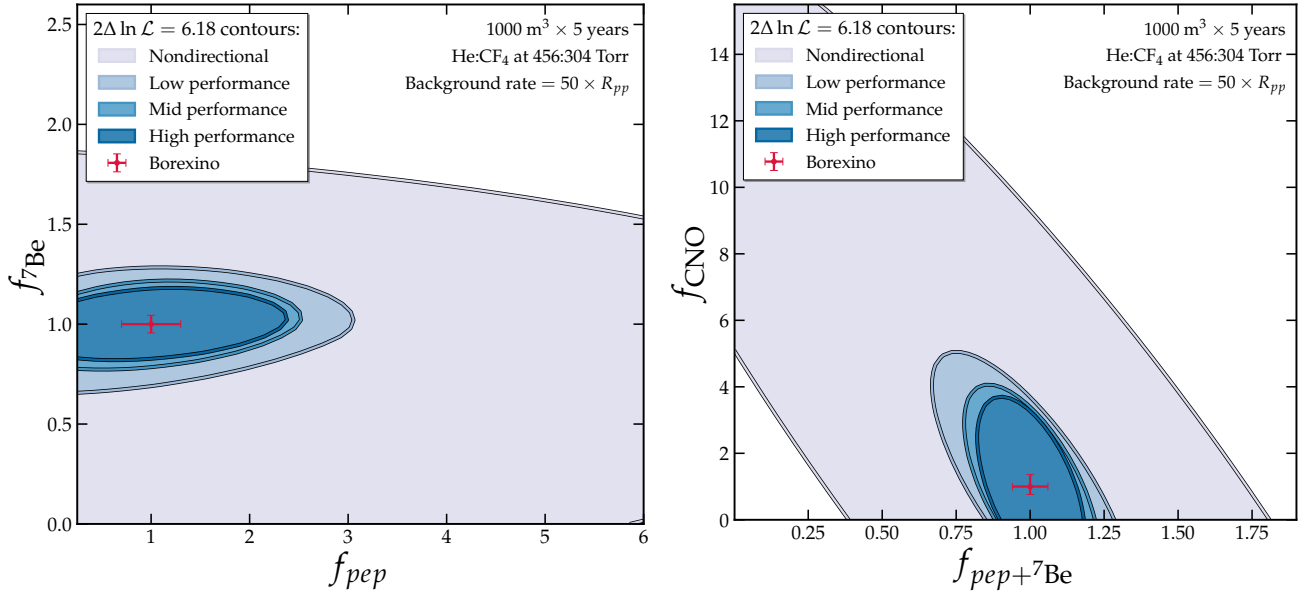 2Δ ln ℒ = 6.18 contours:
Nondirectional
Low performance
Mid performance
High performance
Borexino
1000 m³ × 5 years
He:CF₄ at 456:304 Torr
Background rate = 50 × R_pp
2.5
2.0
1.5
1.0
0.5
0.0
f_⁷Be
1 2 3 4 5 6
f_pep
2Δ ln ℒ = 6.18 contours:
Nondirectional
Low performance
Mid performance
High performance
Borexino
1000 m³ × 5 years
He:CF₄ at 456:304 Torr
Background rate = 50 × R_pp
14
12
10
8
6
4
2
0
f_CNO
0.25 0.50 0.75 1.00 1.25 1.50 1.75
f_pep+⁷Be